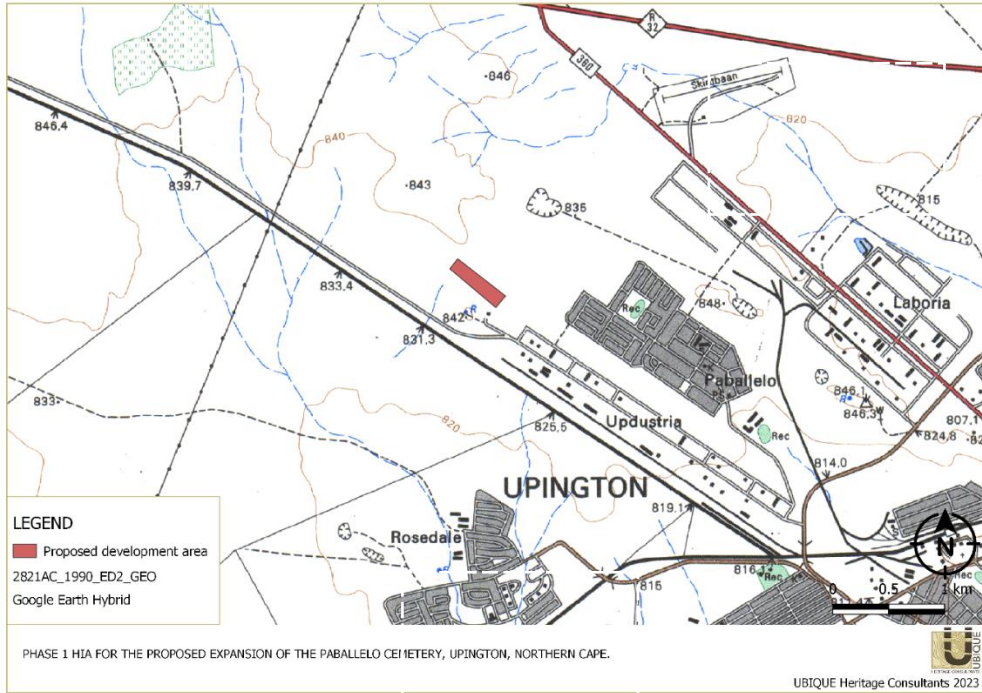 R
32
360
846
Skietbaan
820
846.4
840
843
839.7
835
815
833.4
842
R
848
Rec
Laboria
831.3
Paballelo
846.1
R
846.3
807.1
833
820
825,5
Updustria
Rec
824,8
814.0
UPINGTON
819.1
Rosedale
N
LEGEND
Proposed development area
2821AC_1990_ED2_GEO
Google Earth Hybrid
815
816.1
Rec
K
0 0.5 1 km
PHASE 1 HIA FOR THE PROPOSED EXPANSION OF THE PABALLELO CEMETERY, UPINGTON, NORTHERN CAPE.
U
UBIQUE
HERITAGE CONSULTANTS
UBIQUE Heritage Consultants 2023